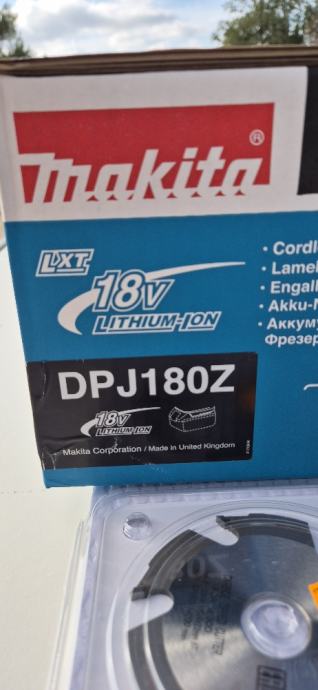 makita®
LXT
18V
LITHIUM-ION
• Cordl
• Lamel
• Engall
• Akku-
• Аккуму
Фрезер
DPJ180Z
18V
LITHIUM-ION
Makita Corporation / Made in United Kingdom